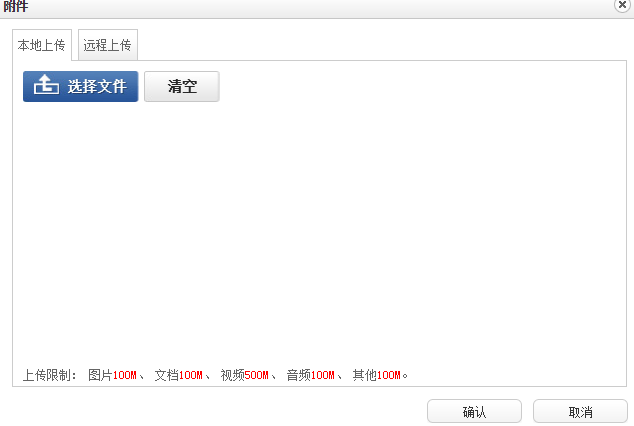 附件
本地上传 远程上传
选择文件 清空
上传限制： 图片100M、 文档100M、 视频500M、 音频100M、 其他100M。
确认 取消